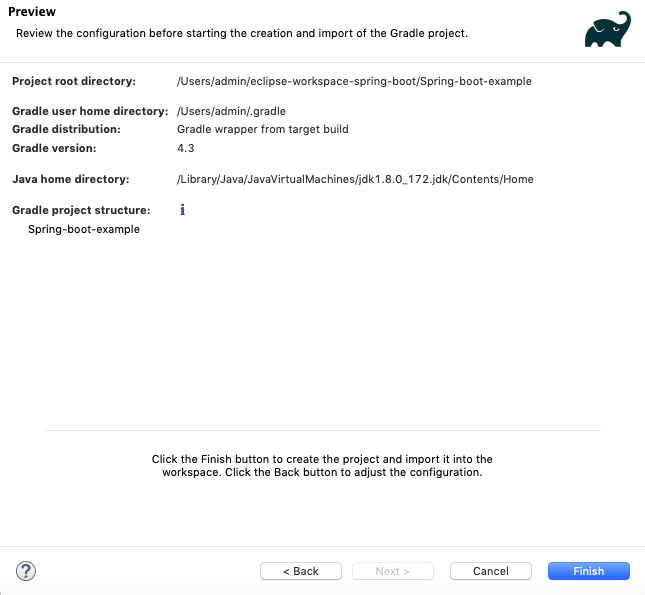 Preview
Review the configuration before starting the creation and import of the Gradle project.
Project root directory: /Users/admin/eclipse-workspace-spring-boot/Spring-boot-example
Gradle user home directory: /Users/admin/.gradle
Gradle distribution: Gradle wrapper from target build
Gradle version: 4.3
Java home directory: /Library/Java/JavaVirtualMachines/jdk1.8.0_172.jdk/Contents/Home
Gradle project structure: i
Spring-boot-example
Click the Finish button to create the project and import it into the
workspace. Click the Back button to adjust the configuration.
? < Back Next > Cancel Finish